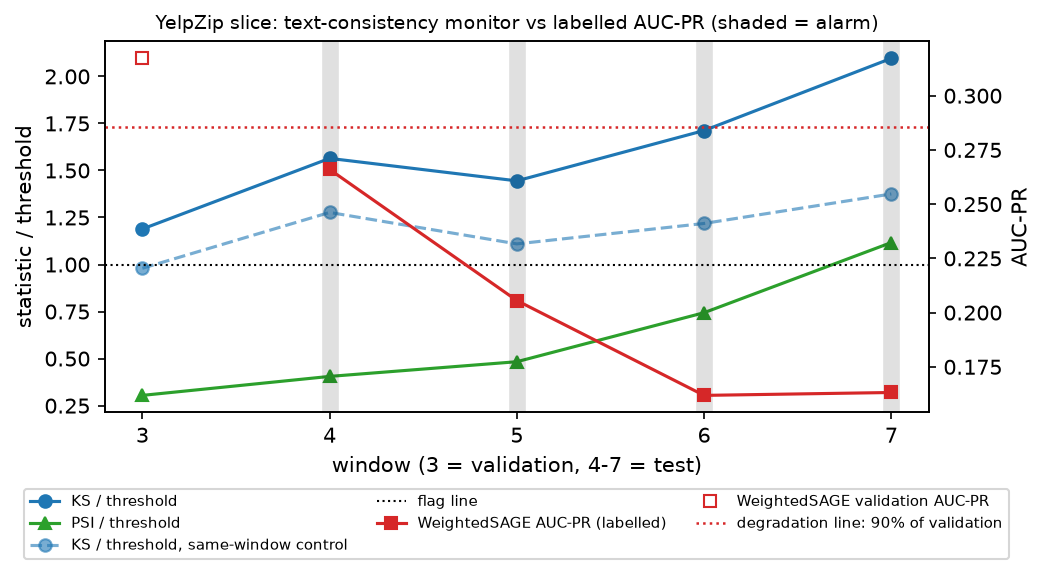 YelpZip slice: text-consistency monitor vs labelled AUC-PR (shaded = alarm)
statistic / threshold
2.00
1.75
1.50
1.25
1.00
0.75
0.50
0.25
0.300
0.275
0.250
0.225
0.200
0.175
AUC-PR
3 4 5 6 7
window (3 = validation, 4-7 = test)
KS / threshold
PSI / threshold
KS / threshold, same-window control
flag line
WeightedSAGE AUC-PR (labelled)
WeightedSAGE validation AUC-PR
degradation line: 90% of validation